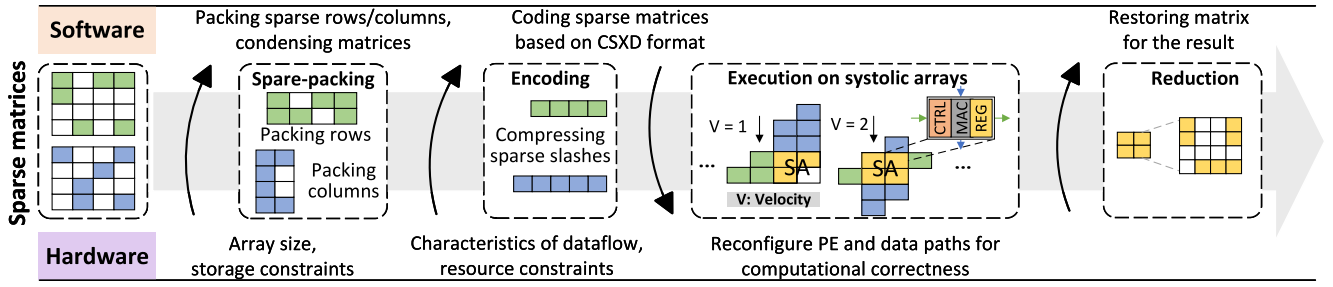 Software
Packing sparse rows/columns,
condensing matrices
Coding sparse matrices
based on CSXD format
Restoring matrix
for the result
Sparse matrices
Spare-packing
Packing rows
Packing
columns
Encoding
Compressing
sparse slashes
Execution on systolic arrays
V = 1
V = 2
CTRL
MAC
REG
...
SA
SA
...
V: Velocity
Reduction
Hardware
Array size,
storage constraints
Characteristics of dataflow,
resource constraints
Reconfigure PE and data paths for
computational correctness